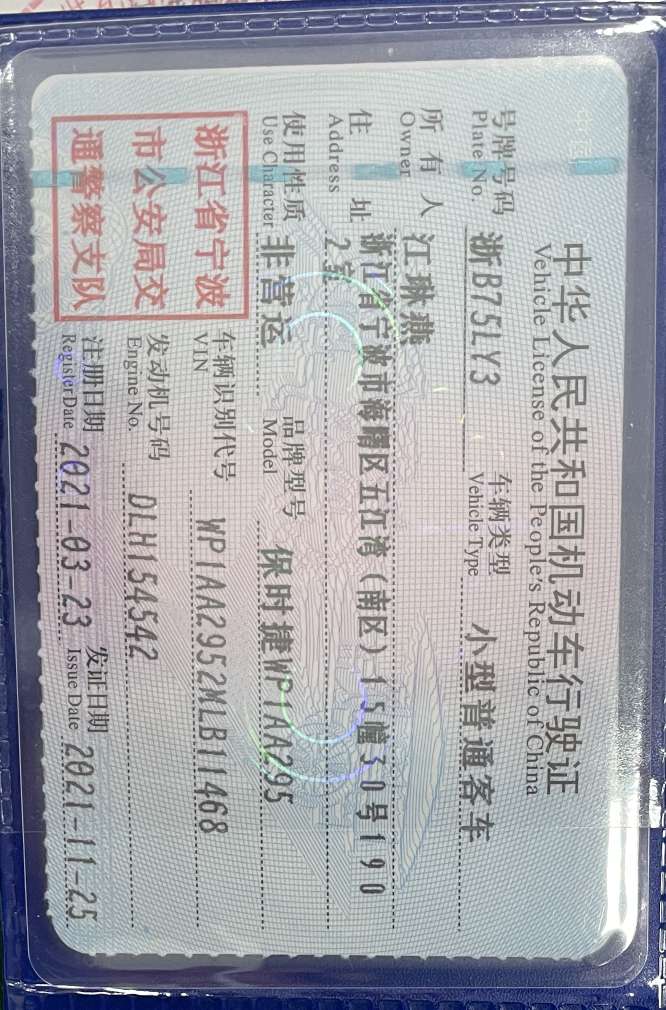 中华人民共和国机动车行驶证
Vehicle License of the People's Republic of China
号牌号码 浙B75LY3 车辆类型 小型普通客车
Plate No. Vehicle Type
所有人 江琳燕
Owner
住址 浙江省宁波市海曙区五江湾(南区)15幢30号190
Address 2室
使用性质 非营运 品牌型号 保时捷WP1AA295
Use Character Model
浙江省宁波
市公安局交
通警察支队
车辆识别代号 WP1AA2952MLB11468
VIN
发动机号码 DLH154542
Engine No.
注册日期 2021-03-23 发证日期 2021-11-25
Register Date Issue Date